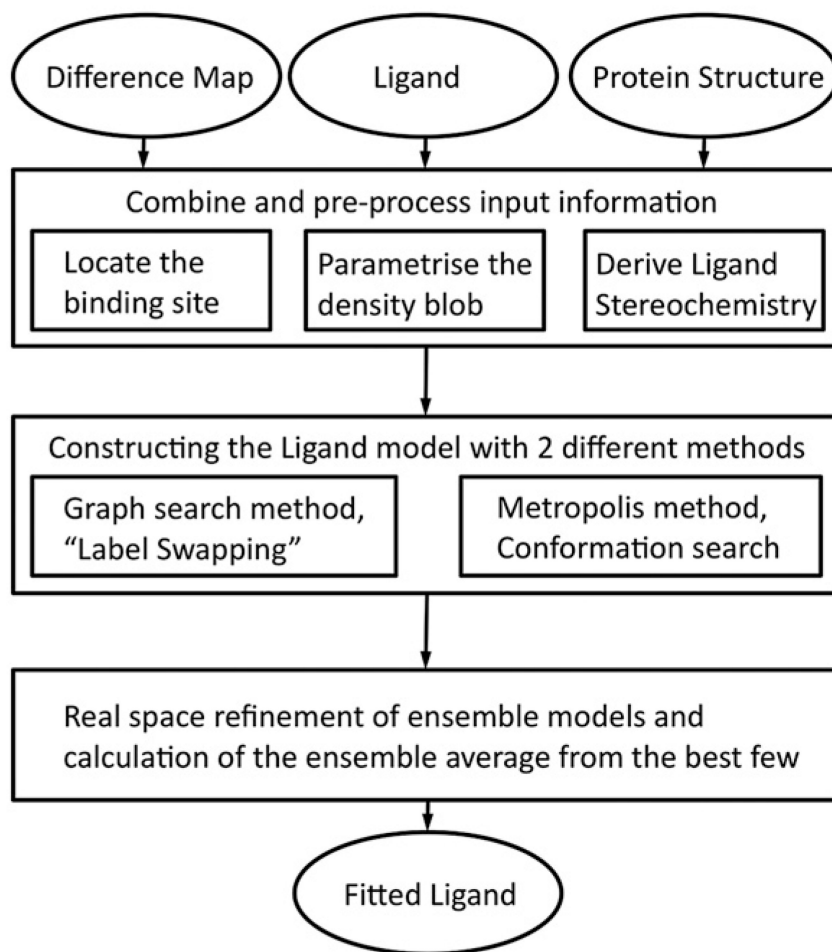 Difference Map
Ligand
Protein Structure
Combine and pre-process input information
Locate the
binding site
Parametrise the
density blob
Derive Ligand
Stereochemistry
Constructing the Ligand model with 2 different methods
Graph search method,
“Label Swapping”
Metropolis method,
Conformation search
Real space refinement of ensemble models and
calculation of the ensemble average from the best few
Fitted Ligand